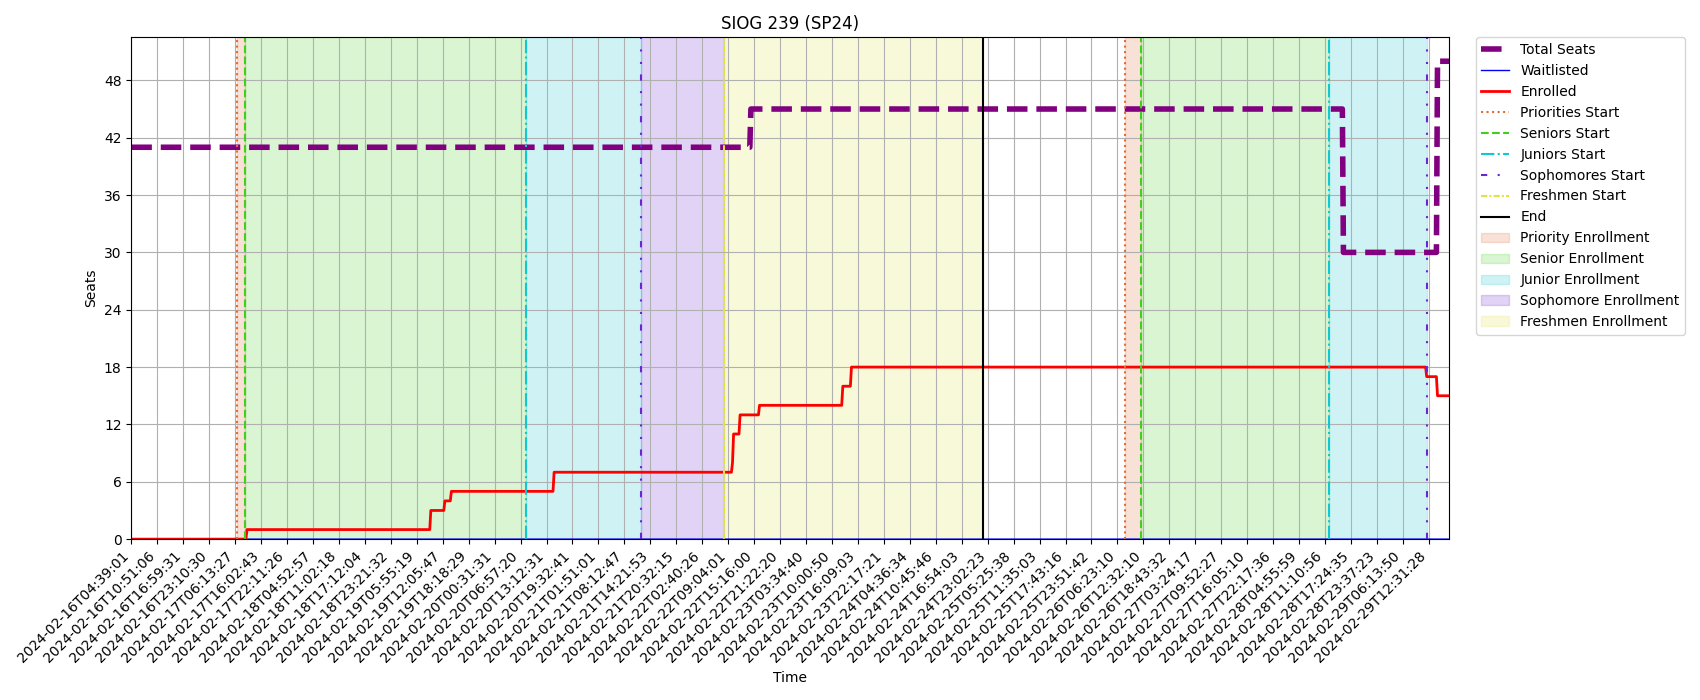 SIOG 239 (SP24)
Seats
48
42
36
30
24
18
12
6
0
2024-02-16T04:39:01
2024-02-16T10:51:06
2024-02-16T16:59:31
2024-02-16T23:10:30
2024-02-17T06:13:27
2024-02-17T16:02:43
2024-02-17T22:11:26
2024-02-18T04:52:57
2024-02-18T11:02:18
2024-02-18T17:12:04
2024-02-18T23:21:32
2024-02-19T05:55:19
2024-02-19T12:05:47
2024-02-19T18:18:29
2024-02-20T00:31:31
2024-02-20T06:57:20
2024-02-20T13:12:31
2024-02-20T19:32:41
2024-02-21T01:51:01
2024-02-21T08:12:47
2024-02-21T14:21:53
2024-02-21T20:32:15
2024-02-22T02:40:26
2024-02-22T09:04:01
2024-02-22T15:16:00
2024-02-22T21:22:20
2024-02-23T03:34:40
2024-02-23T10:00:50
2024-02-23T16:09:03
2024-02-23T22:17:21
2024-02-24T04:36:34
2024-02-24T10:45:46
2024-02-24T16:54:03
2024-02-24T23:02:23
2024-02-25T05:25:38
2024-02-25T11:35:03
2024-02-25T17:43:16
2024-02-25T23:51:42
2024-02-26T06:23:10
2024-02-26T12:32:10
2024-02-26T18:43:32
2024-02-27T03:24:17
2024-02-27T09:52:27
2024-02-27T16:05:10
2024-02-27T22:17:36
2024-02-28T04:55:59
2024-02-28T11:10:56
2024-02-28T17:24:35
2024-02-28T23:37:23
2024-02-29T06:13:50
2024-02-29T12:31:28
Time
Total Seats
Waitlisted
Enrolled
Priorities Start
Seniors Start
Juniors Start
Sophomores Start
Freshmen Start
End
Priority Enrollment
Senior Enrollment
Junior Enrollment
Sophomore Enrollment
Freshmen Enrollment